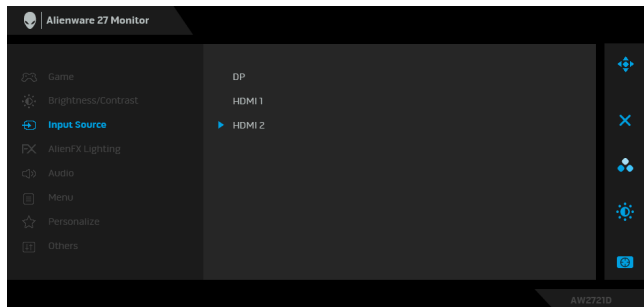 Alienware 27 Monitor
Game
Brightness/Contrast
Input Source
AlienFX Lighting
Audio
Menu
Personalize
Others
DP
HDMI 1
HDMI 2
AW2721D